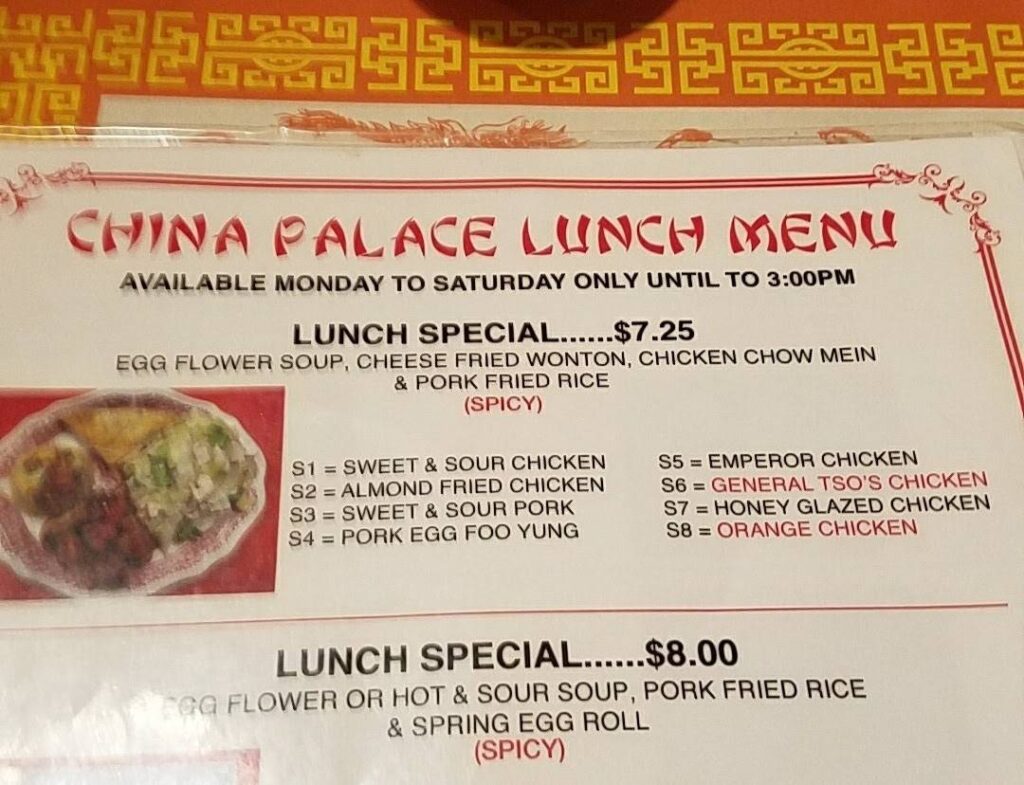 CHINA PALACE LUNCH MENU
AVAILABLE MONDAY TO SATURDAY ONLY UNTIL TO 3:00PM
LUNCH SPECIAL......$7.25
EGG FLOWER SOUP, CHEESE FRIED WONTON, CHICKEN CHOW MEIN
& PORK FRIED RICE
(SPICY)
S1 = SWEET & SOUR CHICKEN
S2 = ALMOND FRIED CHICKEN
S3 = SWEET & SOUR PORK
S4 = PORK EGG FOO YUNG
S5 = EMPEROR CHICKEN
S6 = GENERAL TSO'S CHICKEN
S7 = HONEY GLAZED CHICKEN
S8 = ORANGE CHICKEN
LUNCH SPECIAL......$8.00
EGG FLOWER OR HOT & SOUR SOUP, PORK FRIED RICE
& SPRING EGG ROLL
(SPICY)